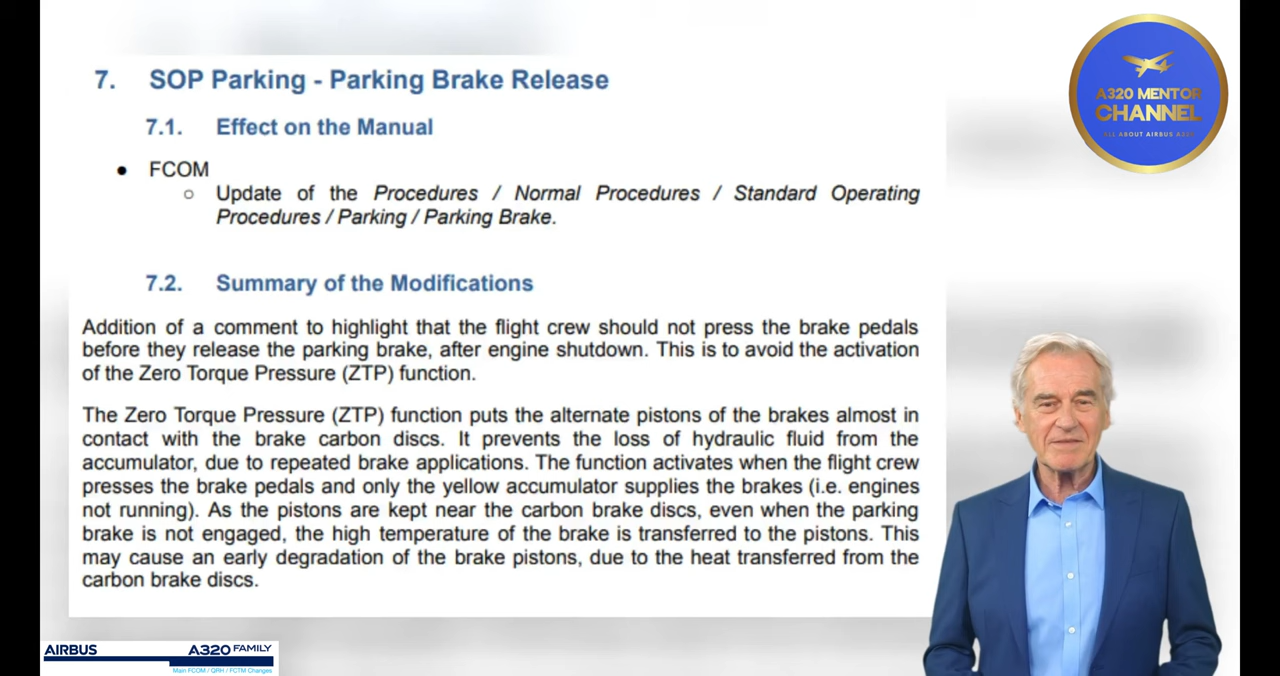 7. SOP Parking - Parking Brake Release
7.1. Effect on the Manual
● FCOM
○ Update of the Procedures / Normal Procedures / Standard Operating
Procedures / Parking / Parking Brake.
7.2. Summary of the Modifications
Addition of a comment to highlight that the flight crew should not press the brake pedals
before they release the parking brake, after engine shutdown. This is to avoid the activation
of the Zero Torque Pressure (ZTP) function.
The Zero Torque Pressure (ZTP) function puts the alternate pistons of the brakes almost in
contact with the brake carbon discs. It prevents the loss of hydraulic fluid from the
accumulator, due to repeated brake applications. The function activates when the flight crew
presses the brake pedals and only the yellow accumulator supplies the brakes (i.e. engines
not running). As the pistons are kept near the carbon brake discs, even when the parking
brake is not engaged, the high temperature of the brake is transferred to the pistons. This
may cause an early degradation of the brake pistons, due to the heat transferred from the
carbon brake discs.
A320 MENTOR
CHANNEL
ALL ABOUT AIRBUS A320
AIRBUS A320 FAMILY
Main FCOM / QRH / FCTM Changes